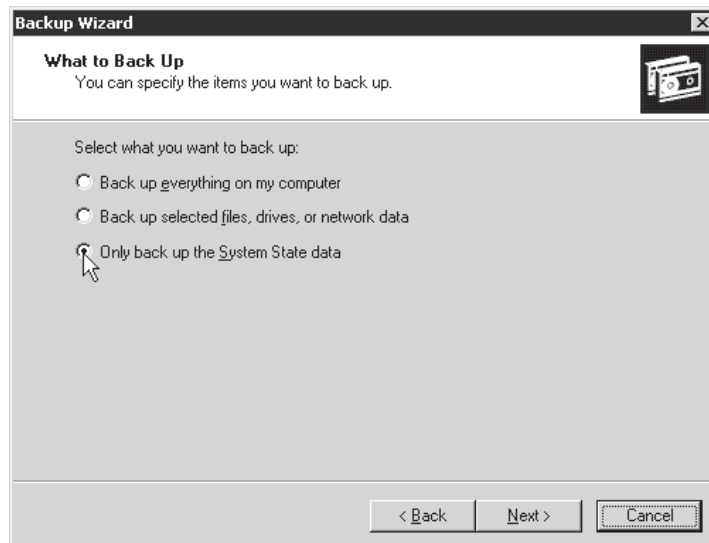 Backup Wizard
What to Back Up
You can specify the items you want to back up.
Select what you want to back up:
Back up everything on my computer
Back up selected files, drives, or network data
Only back up the System State data
< Back
Next >
Cancel